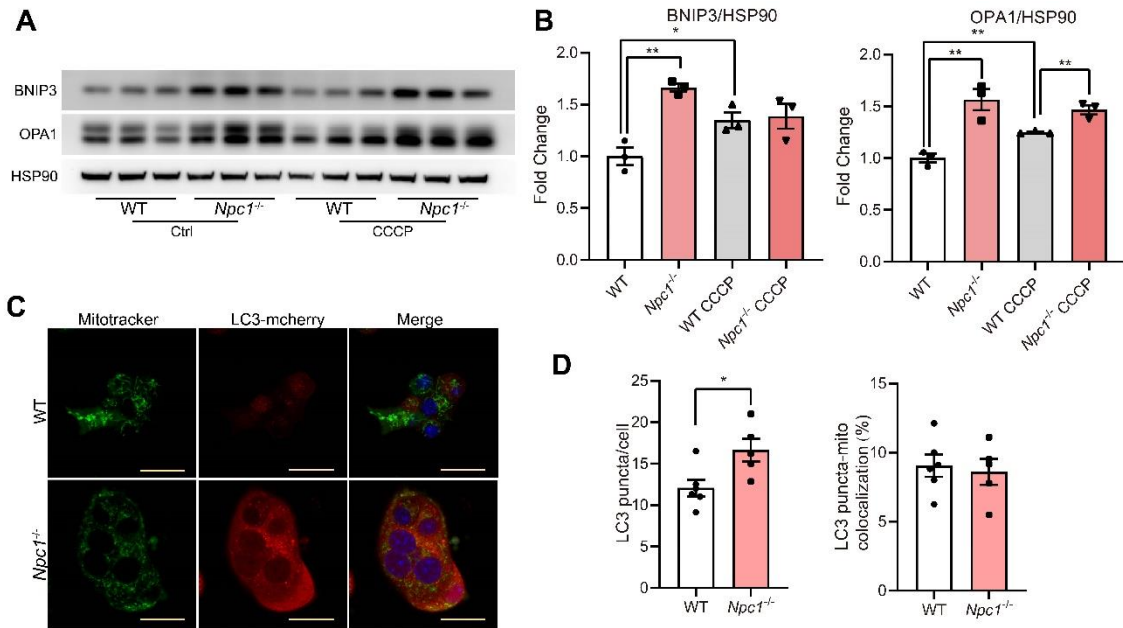 A
BNIP3
OPA1
HSP90
WT Npc1-/- WT Npc1-/-
Ctrl CCCP
B
BNIP3/HSP90
Fold Change
2.0
1.5
1.0
0.5
0.0
*
**
WT
Npc1-/-
WT CCCP
Npc1-/- CCCP
OPA1/HSP90
Fold Change
2.0
1.5
1.0
0.5
0.0
**
** **
WT
Npc1-/-
WT CCCP
Npc1-/- CCCP
C
Mitotracker LC3-mcherry Merge
WT
Npc1-/-
D
LC3 puncta/cell
25
20
15
10
5
0
*
WT Npc1-/-
LC3 puncta-mito
colocalization (%)
15
10
5
0
WT Npc1-/-